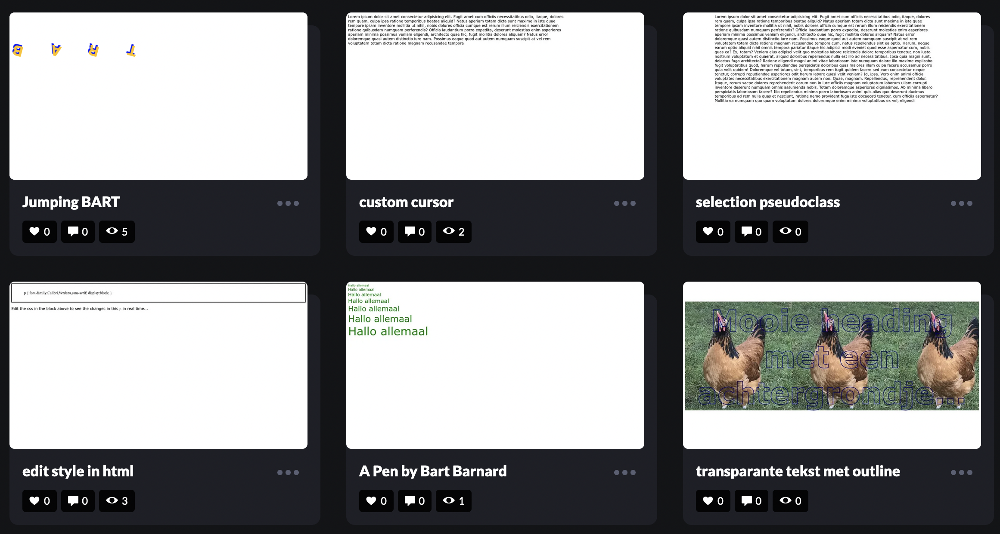 B A R T
Jumping BART
0 0 5
Lorem ipsum dolor sit amet consectetur adipisicing elit. Fugit amet cum officiis necessitatibus odio, itaque, dolores
rem quam, culpa ipsa ratione temporibus beatae aliquid? Natus aperiam totam dicta sunt maxime in iste quae
tempore ipsam inventore mollitia ut nihil, nobis dolores officia cumque est rerum illum reiciendis exercitationem
ratione quibusdam numquam perferendis? Officia laudantium porro expedita, deserunt molestias enim asperiores
aperiam minima possimus veniam eligendi, architecto quae hic, fugit mollitia dolores aliquam? Natus error
doloremque quasi autem distinctio iure nam. Possimus eaque quod aut autem numquam suscipit at vel rem
voluptatem totam dicta ratione magnam recusandae tempora
custom cursor
0 0 2
Lorem ipsum dolor sit amet consectetur adipisicing elit. Fugit amet cum officiis necessitatibus odio, itaque, dolores
rem quam, culpa ipsa ratione temporibus beatae aliquid? Natus aperiam totam dicta sunt maxime in iste quae
tempore ipsam inventore mollitia ut nihil, nobis dolores officia cumque est rerum illum reiciendis exercitationem
ratione quibusdam numquam perferendis? Officia laudantium porro expedita, deserunt molestias enim asperiores
aperiam minima possimus veniam eligendi, architecto quae hic, fugit mollitia dolores aliquam? Natus error
doloremque quasi autem distinctio iure nam. Possimus eaque quod aut autem numquam suscipit at vel rem
voluptatem totam dicta ratione magnam recusandae tempora cum, natus repellendus sint ea optio. Harum, neque
earum optio aliquid nihil omnis tempora pariatur itaque hic adipisci modi eveniet quod esse aspernatur cum, nobis
quas ea? Ex, totam? Veniam eius adipisci velit quo molestias labore reiciendis dolore temporibus tenetur, non iusto
nostrum voluptatum et quaerat, aliquid doloribus repellendus nulla est illo ad necessitatibus. Ipsa quia magni sunt,
delectus fuga architecto? Ratione eligendi magni animi vitae laboriosam iste numquam dolore illo maxime explicabo
fugit voluptatibus quod, harum repudiandae perspiciatis doloribus quas maiores illum culpa facere accusamus porro
quia velit quidem! Doloremque vel totam, sint, temporibus rem fugit quidem facere sed eum consectetur neque
tenetur, corrupti repudiandae asperiores odit harum labore quasi velit veniam? Id, ipsa. Vero enim animi officia
voluptates necessitatibus exercitationem magnam autem non. Quae, magnam. Repellendus, reprehenderit dolor.
Itaque, rerum saepe dolores reprehenderit earum non in iure officiis magnam voluptatum laborum ullam corrupti
inventore deserunt numquam omnis assumenda nobis. Totam doloremque asperiores dignissimos. Ab minima libero
perspiciatis laboriosam facere? Illo repellendus minima porro laboriosam animi quis alias quo deserunt ducimus
temporibus ad rem nulla quas et nesciunt, ratione nemo provident fuga iste obcaecati tenetur, cum officiis aspernatur?
Mollitia ea numquam quo quam voluptatum dolores doloremque enim minima voluptatibus ex vel, eligendi
selection pseudoclass
0 0 0
p { font-family:Calibri,Verdana,sans-serif; display:block; }
Edit the css in the block above to see the changes in this p in real time...
edit style in html
0 0 3
Hallo allemaal
Hallo allemaal
Hallo allemaal
Hallo allemaal
Hallo allemaal
Hallo allemaal
Hallo allemaal
A Pen by Bart Barnard
0 0 1
Mooie heading
met een
achtergrondje...
transparante tekst met outline
0 0 0